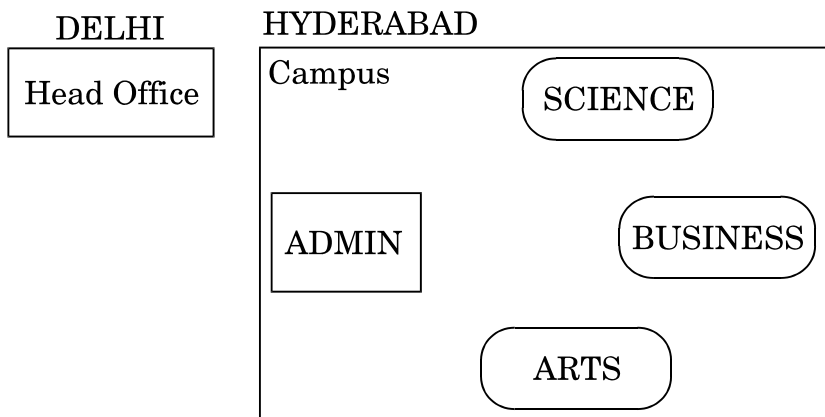 DELHI
Head Office
HYDERABAD
Campus
SCIENCE
ADMIN
BUSINESS
ARTS